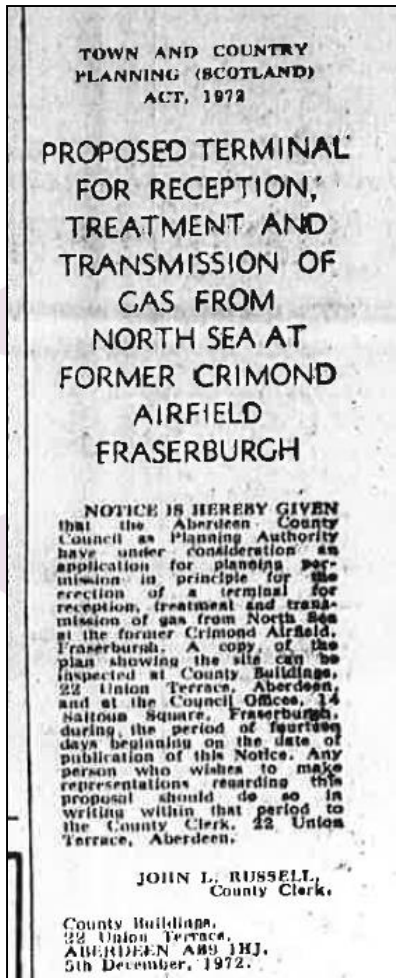 TOWN AND COUNTRY
PLANNING (SCOTLAND)
ACT, 1972
PROPOSED TERMINAL
FOR RECEPTION,
TREATMENT AND
TRANSMISSION OF
GAS FROM
NORTH SEA AT
FORMER CRIMOND
AIRFIELD
FRASERBURGH
NOTICE IS HEREBY GIVEN
that the Aberdeen County
Council as Planning Authority
have under consideration an
application for planning per-
mission in principle for the
erection of a terminal for
reception, treatment and trans-
mission of gas from North Sea
at the former Crimond Airfield,
Fraserburgh. A copy of the
plan showing the site can be
inspected at County Buildings,
22 Union Terrace, Aberdeen,
and at the Council Offices, 14
Saltoun Square, Fraserburgh,
during the period of fourteen
days beginning on the date of
publication of this Notice. Any
person who wishes to make
representations regarding this
proposal should do so in
writing within that period to
the County Clerk, 22 Union
Terrace, Aberdeen.
JOHN L. RUSSELL,
County Clerk.
County Buildings,
22 Union Terrace,
ABERDEEN AB9 1HJ.
5th December, 1972.